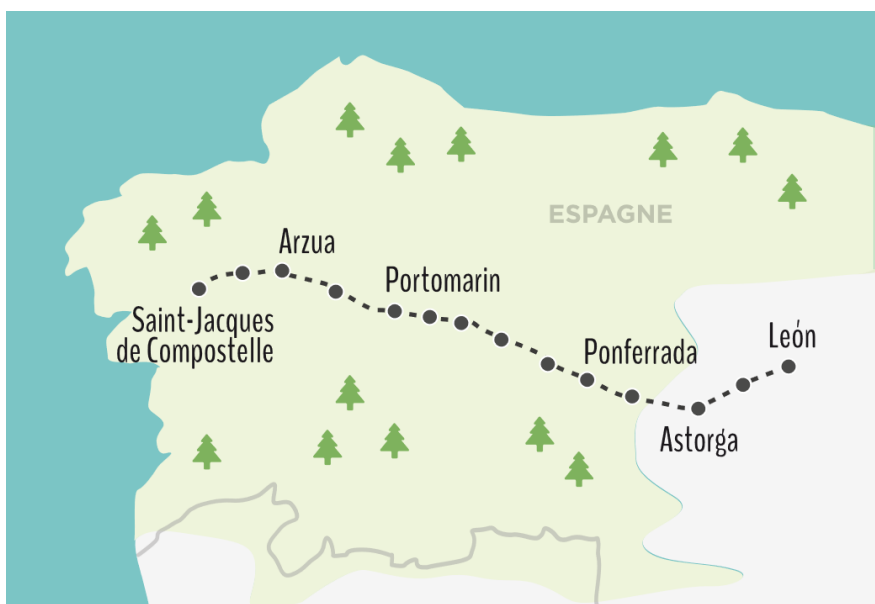 ESPAGNE
Arzua
Portomarin
Saint-Jacques
de Compostelle
León
Ponferrada
Astorga